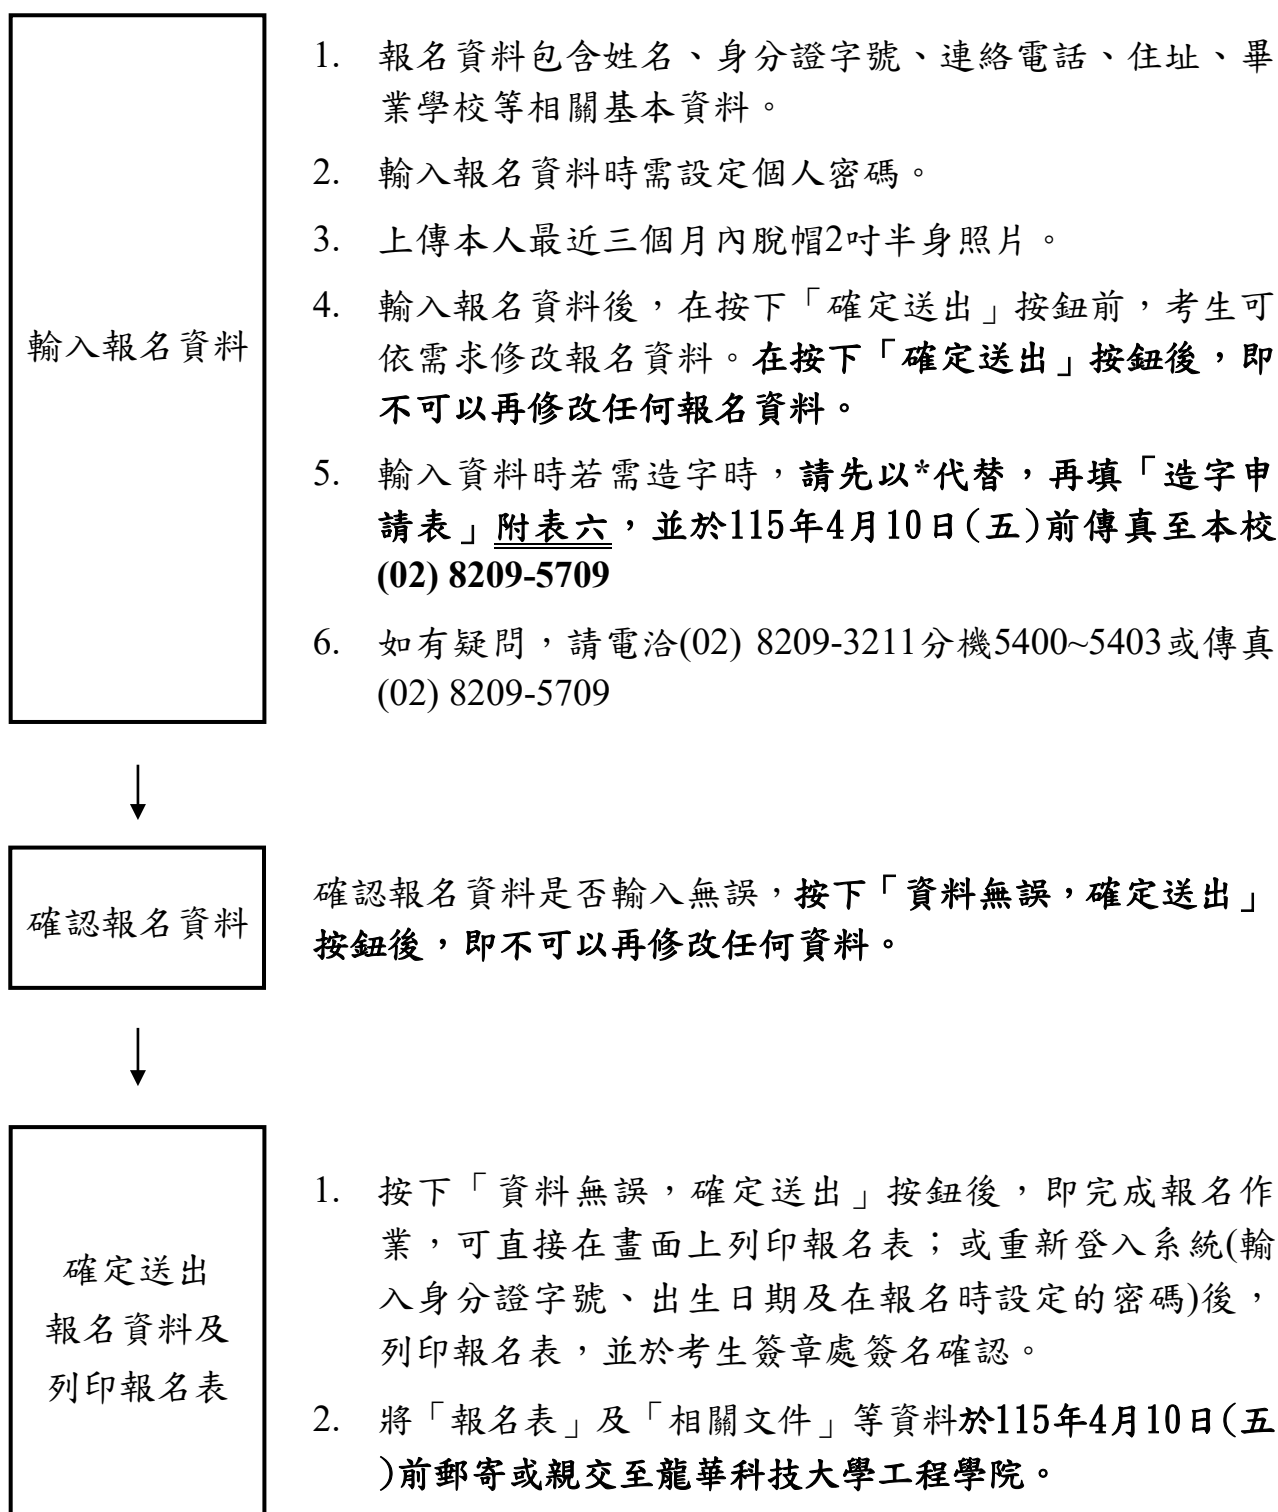 輸入報名資料
1. 報名資料包含姓名、身分證字號、連絡電話、住址、畢
業學校等相關基本資料。
2. 輸入報名資料時需設定個人密碼。
3. 上傳本人最近三個月內脫帽2吋半身照片。
4. 輸入報名資料後，在按下「確定送出」按鈕前，考生可
依需求修改報名資料。在按下「確定送出」按鈕後，即
不可以再修改任何報名資料。
5. 輸入資料時若需造字時，請先以*代替，再填「造字申
請表」附表六，並於115年4月10日(五)前傳真至本校
(02) 8209-5709
6. 如有疑問，請電洽(02) 8209-3211分機5400~5403或傳真
(02) 8209-5709
確認報名資料
確認報名資料是否輸入無誤，按下「資料無誤，確定送出」
按鈕後，即不可以再修改任何資料。
確定送出
報名資料及
列印報名表
1. 按下「資料無誤，確定送出」按鈕後，即完成報名作
業，可直接在畫面上列印報名表；或重新登入系統(輸
入身分證字號、出生日期及在報名時設定的密碼)後，
列印報名表，並於考生簽章處簽名確認。
2. 將「報名表」及「相關文件」等資料於115年4月10日(五
)前郵寄或親交至龍華科技大學工程學院。